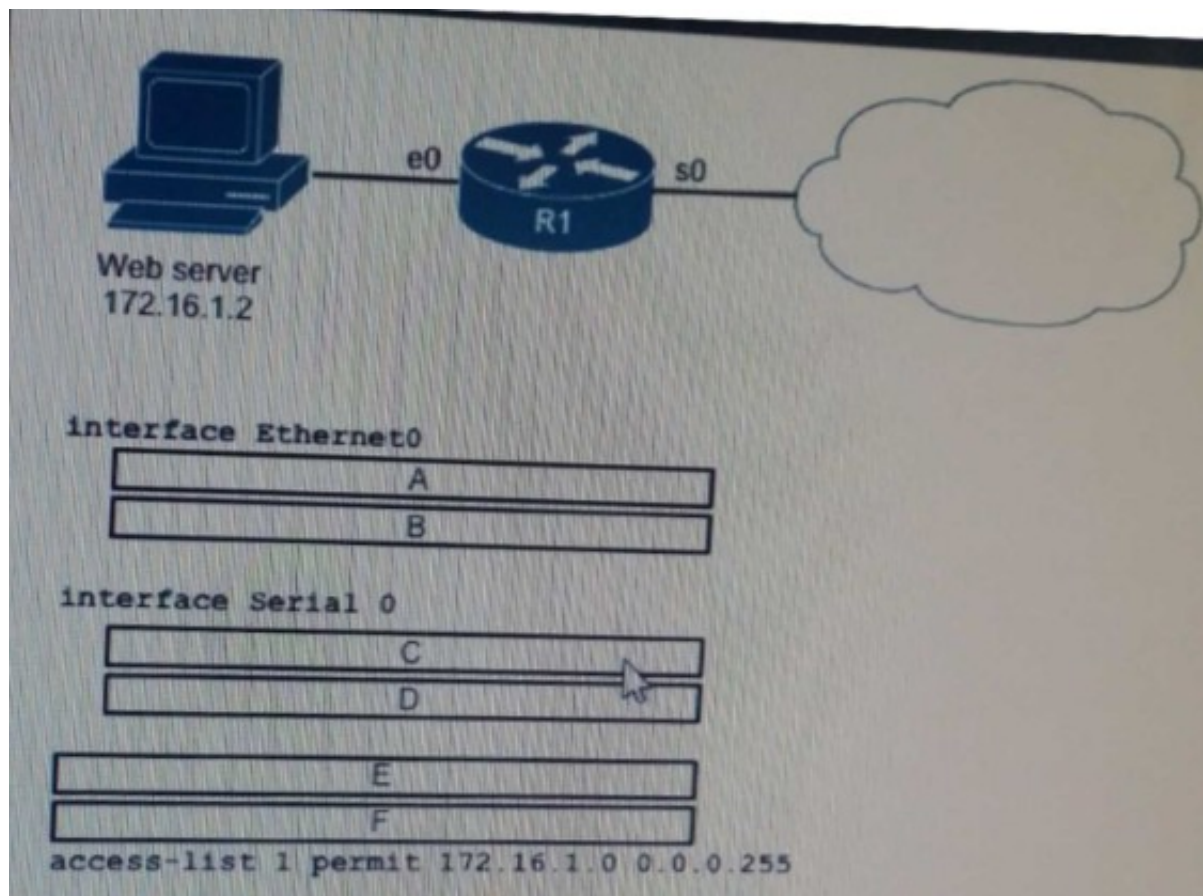 e0
s0
R1
Web server
172.16.1.2
interface Ethernet0
A
B
interface Serial 0
C
D
E
F
access-list 1 permit 172.16.1.0 0.0.0.255